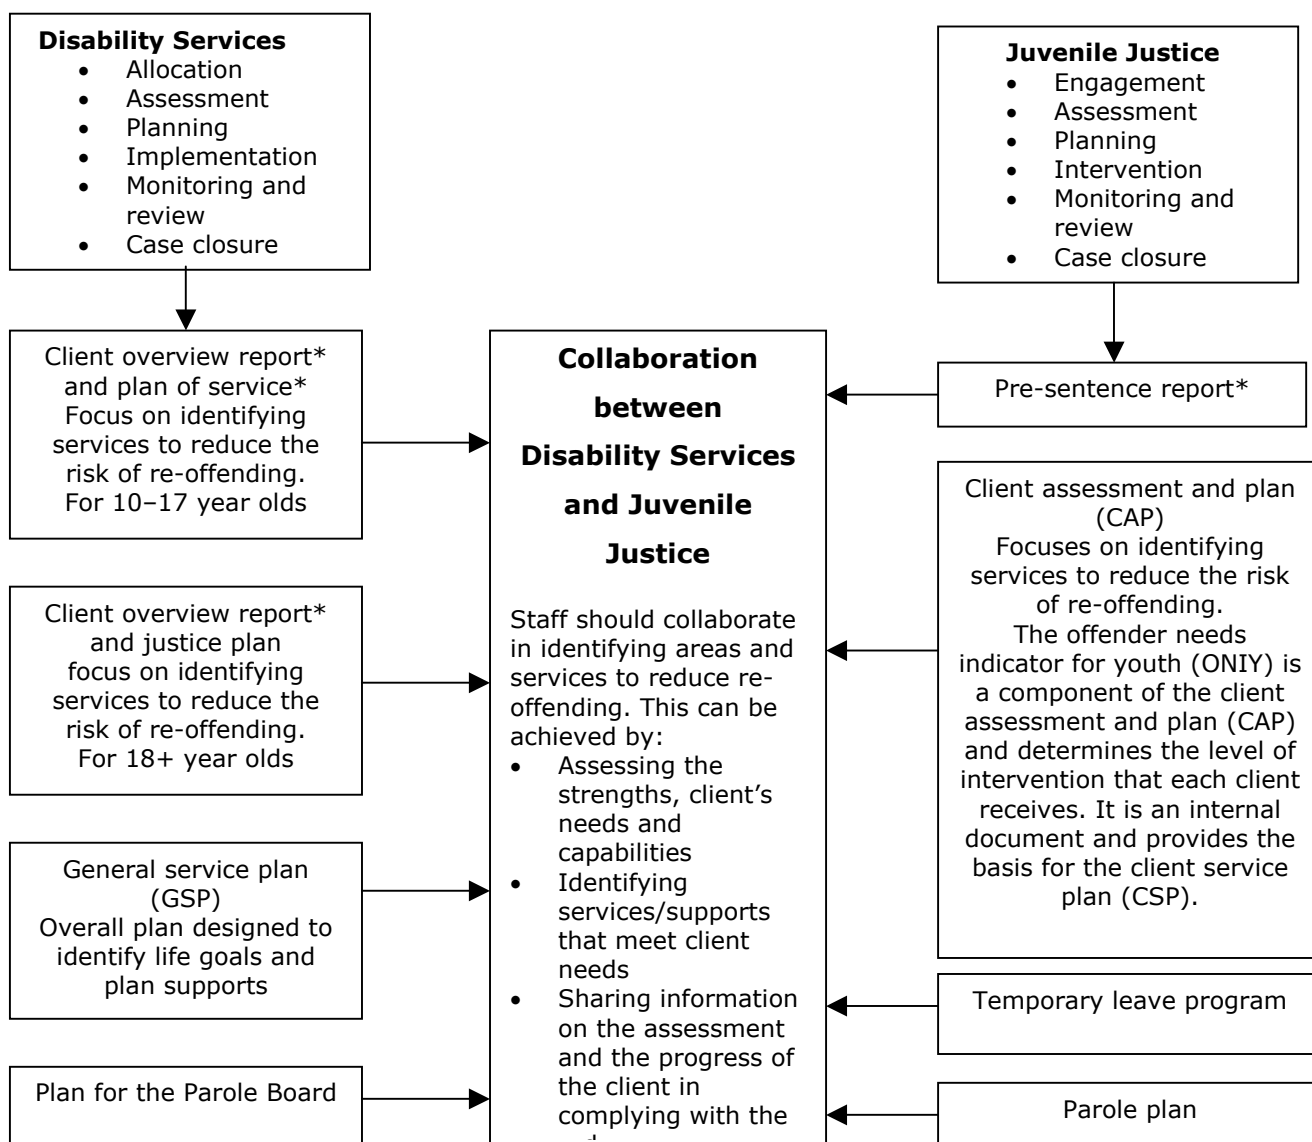 Disability Services
• Allocation
• Assessment
• Planning
• Implementation
• Monitoring and
review
• Case closure
Juvenile Justice
• Engagement
• Assessment
• Planning
• Intervention
• Monitoring and
review
• Case closure
Client overview report*
and plan of service*
Focus on identifying
services to reduce the
risk of re-offending.
For 10–17 year olds
Client overview report*
and justice plan
focus on identifying
services to reduce the
risk of re-offending.
For 18+ year olds
General service plan
(GSP)
Overall plan designed to
identify life goals and
plan supports
Plan for the Parole Board
Collaboration
between
Disability Services
and Juvenile
Justice
Staff should collaborate
in identifying areas and
services to reduce re-
offending. This can be
achieved by:
• Assessing the
strengths, client’s
needs and
capabilities
• Identifying
services/supports
that meet client
needs
• Sharing information
on the assessment
and the progress of
the client in
complying with the
Pre-sentence report*
Client assessment and plan
(CAP)
Focuses on identifying
services to reduce the risk
of re-offending.
The offender needs
indicator for youth (ONIY) is
a component of the client
assessment and plan (CAP)
and determines the level of
intervention that each client
receives. It is an internal
document and provides the
basis for the client service
plan (CSP).
Temporary leave program
Parole plan